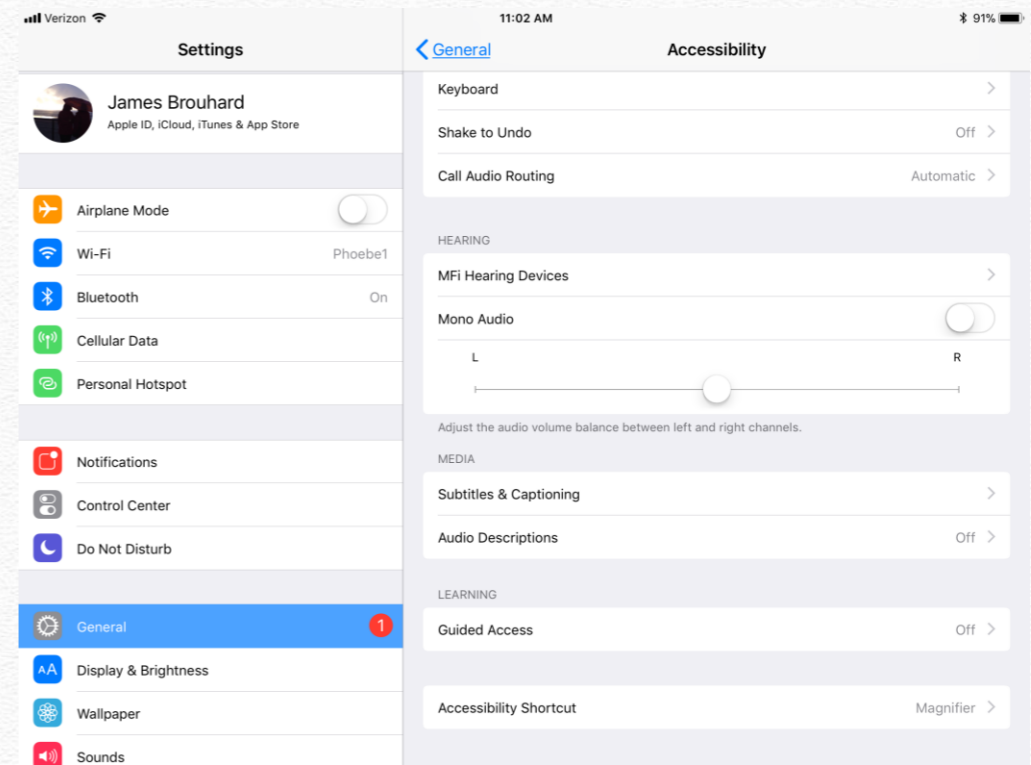 Verizon 11:02 AM 91%
Settings
James Brouhard
Apple ID, iCloud, iTunes & App Store
Airplane Mode
Wi-Fi Phoebe1
Bluetooth On
Cellular Data
Personal Hotspot
Notifications
Control Center
Do Not Disturb
General 1
AA Display & Brightness
Wallpaper
Sounds
General Accessibility
Keyboard
Shake to Undo Off
Call Audio Routing Automatic
HEARING
MFi Hearing Devices
Mono Audio
L R
Adjust the audio volume balance between left and right channels.
MEDIA
Subtitles & Captioning
Audio Descriptions Off
LEARNING
Guided Access Off
Accessibility Shortcut Magnifier